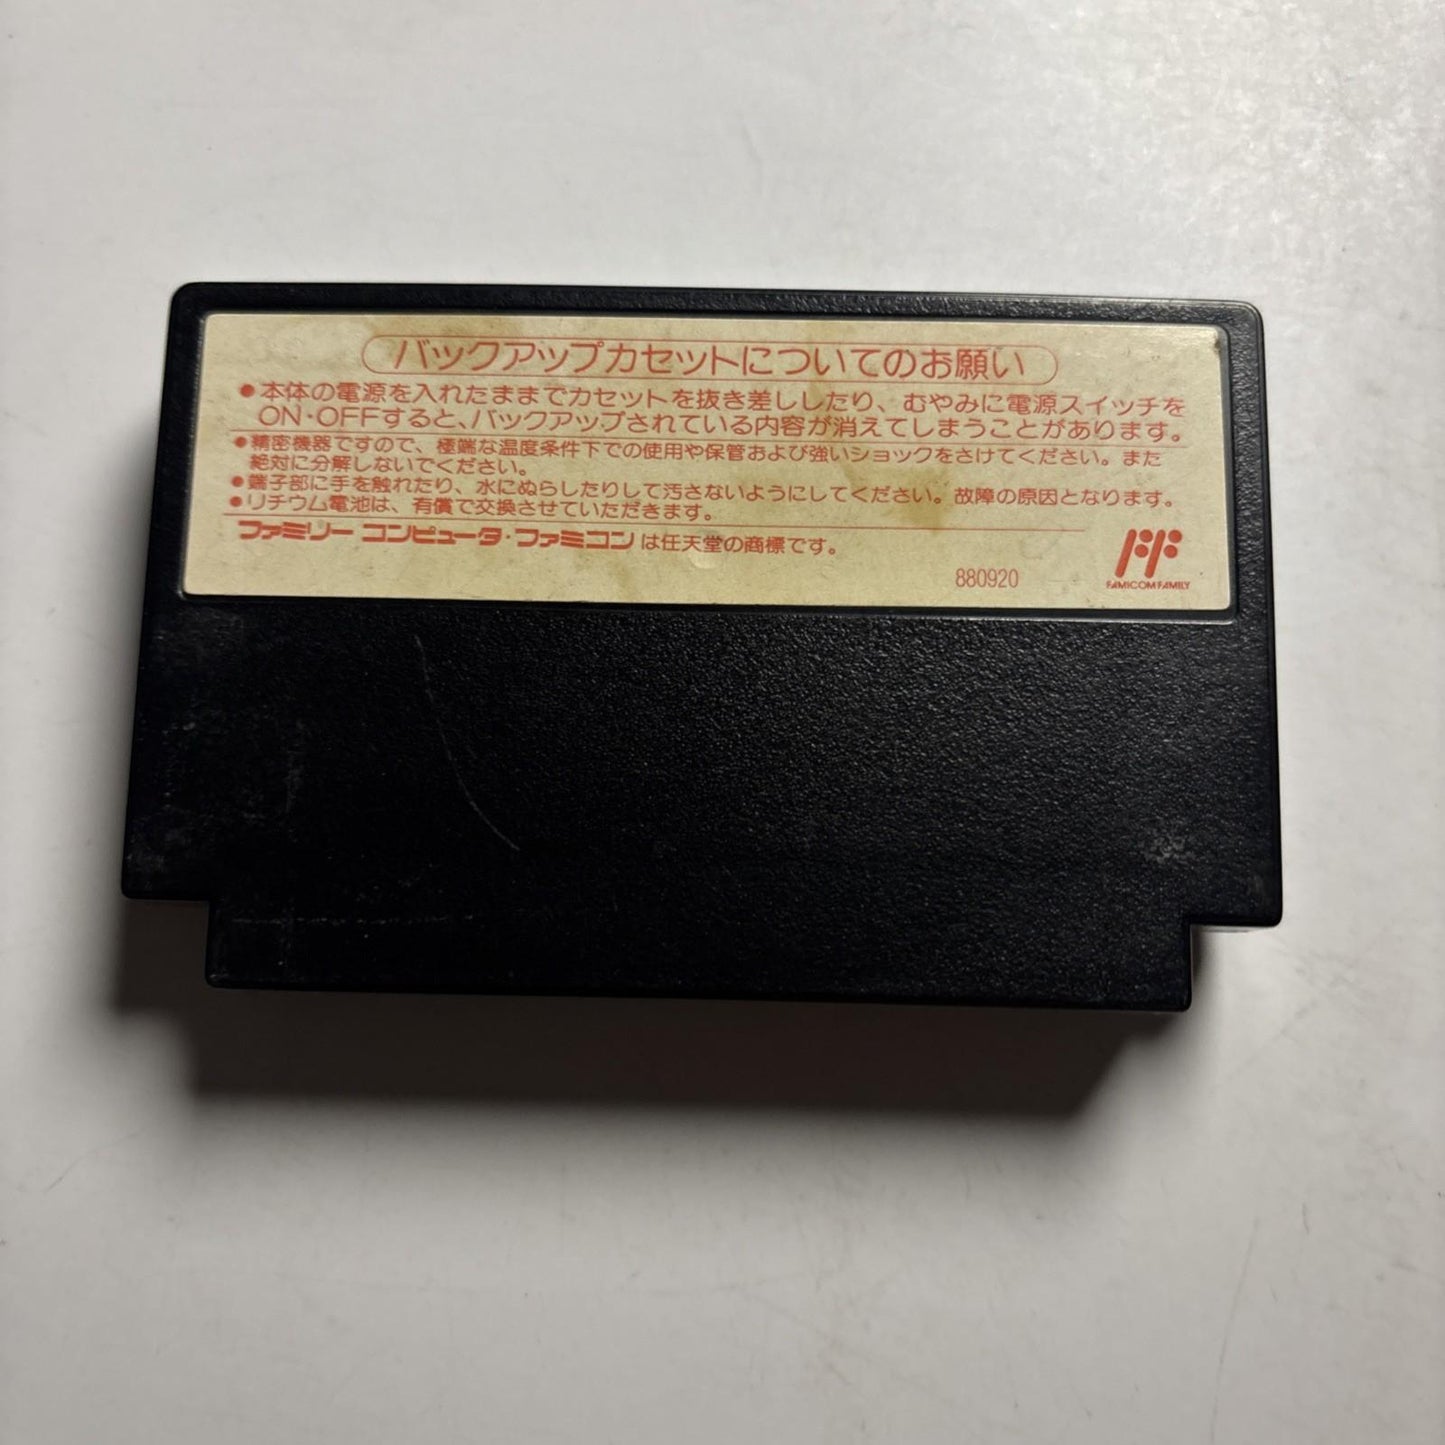 バックアップカセットについてのお願い
●本体の電源を入れたままでカセットを抜き差ししたり、むやみに電源スイッチを
ON・OFFすると、バックアップされている内容が消えてしまうことがあります。
●精密機器ですので、極端な温度条件下での使用や保管および強いショックをさけてください。また
絶対に分解しないでください。
●端子部に手を触れたり、水にぬらしたりして汚さないようにしてください。故障の原因となります。
●リチウム電池は、有償で交換させていただきます。
ファミリー コンピュータ・ファミコンは任天堂の商標です。
880920
FF
FAMICOM FAMILY